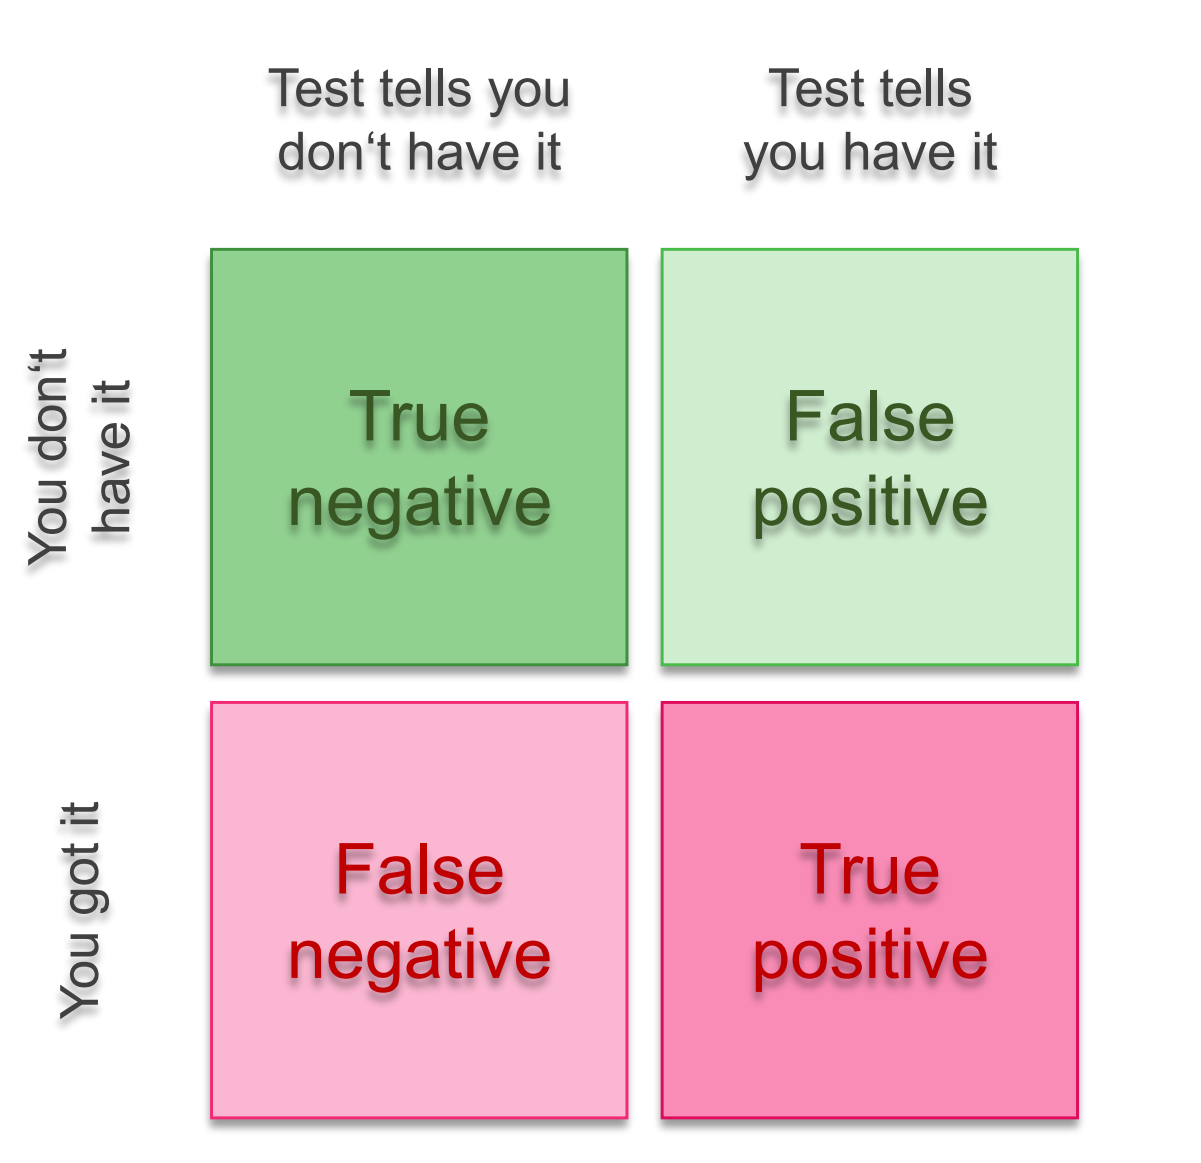 Test tells you
don‘t have it
Test tells
you have it
You don‘t
have it
True
negative
False
positive
You got it
False
negative
True
positive